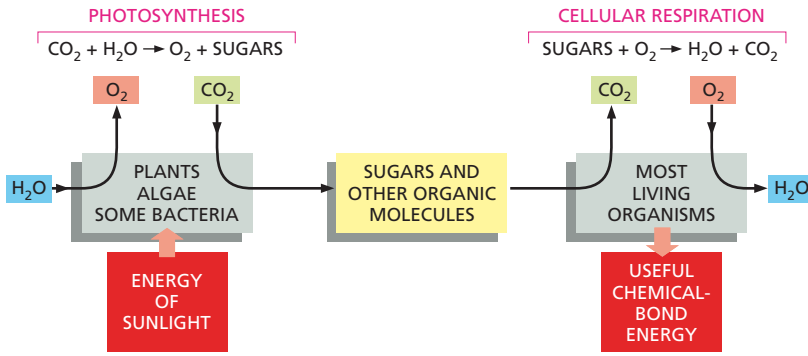 PHOTOSYNTHESIS
CO₂ + H₂O → O₂ + SUGARS
O₂
CO₂
H₂O
PLANTS
ALGAE
SOME BACTERIA
ENERGY
OF
SUNLIGHT
SUGARS AND
OTHER ORGANIC
MOLECULES
CELLULAR RESPIRATION
SUGARS + O₂ → H₂O + CO₂
CO₂
O₂
MOST
LIVING
ORGANISMS
H₂O
USEFUL
CHEMICAL-
BOND
ENERGY